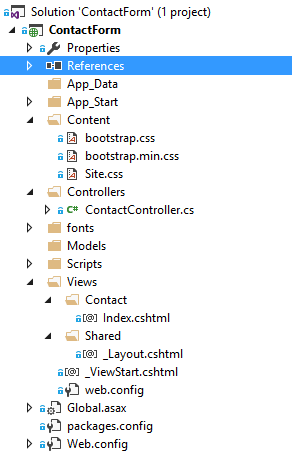 Solution 'ContactForm' (1 project)
ContactForm
Properties
References
App_Data
App_Start
Content
bootstrap.css
bootstrap.min.css
Site.css
Controllers
C# ContactController.cs
fonts
Models
Scripts
Views
Contact
[@] Index.cshtml
Shared
[@] _Layout.cshtml
[@] _ViewStart.cshtml
web.config
Global.asax
packages.config
Web.config